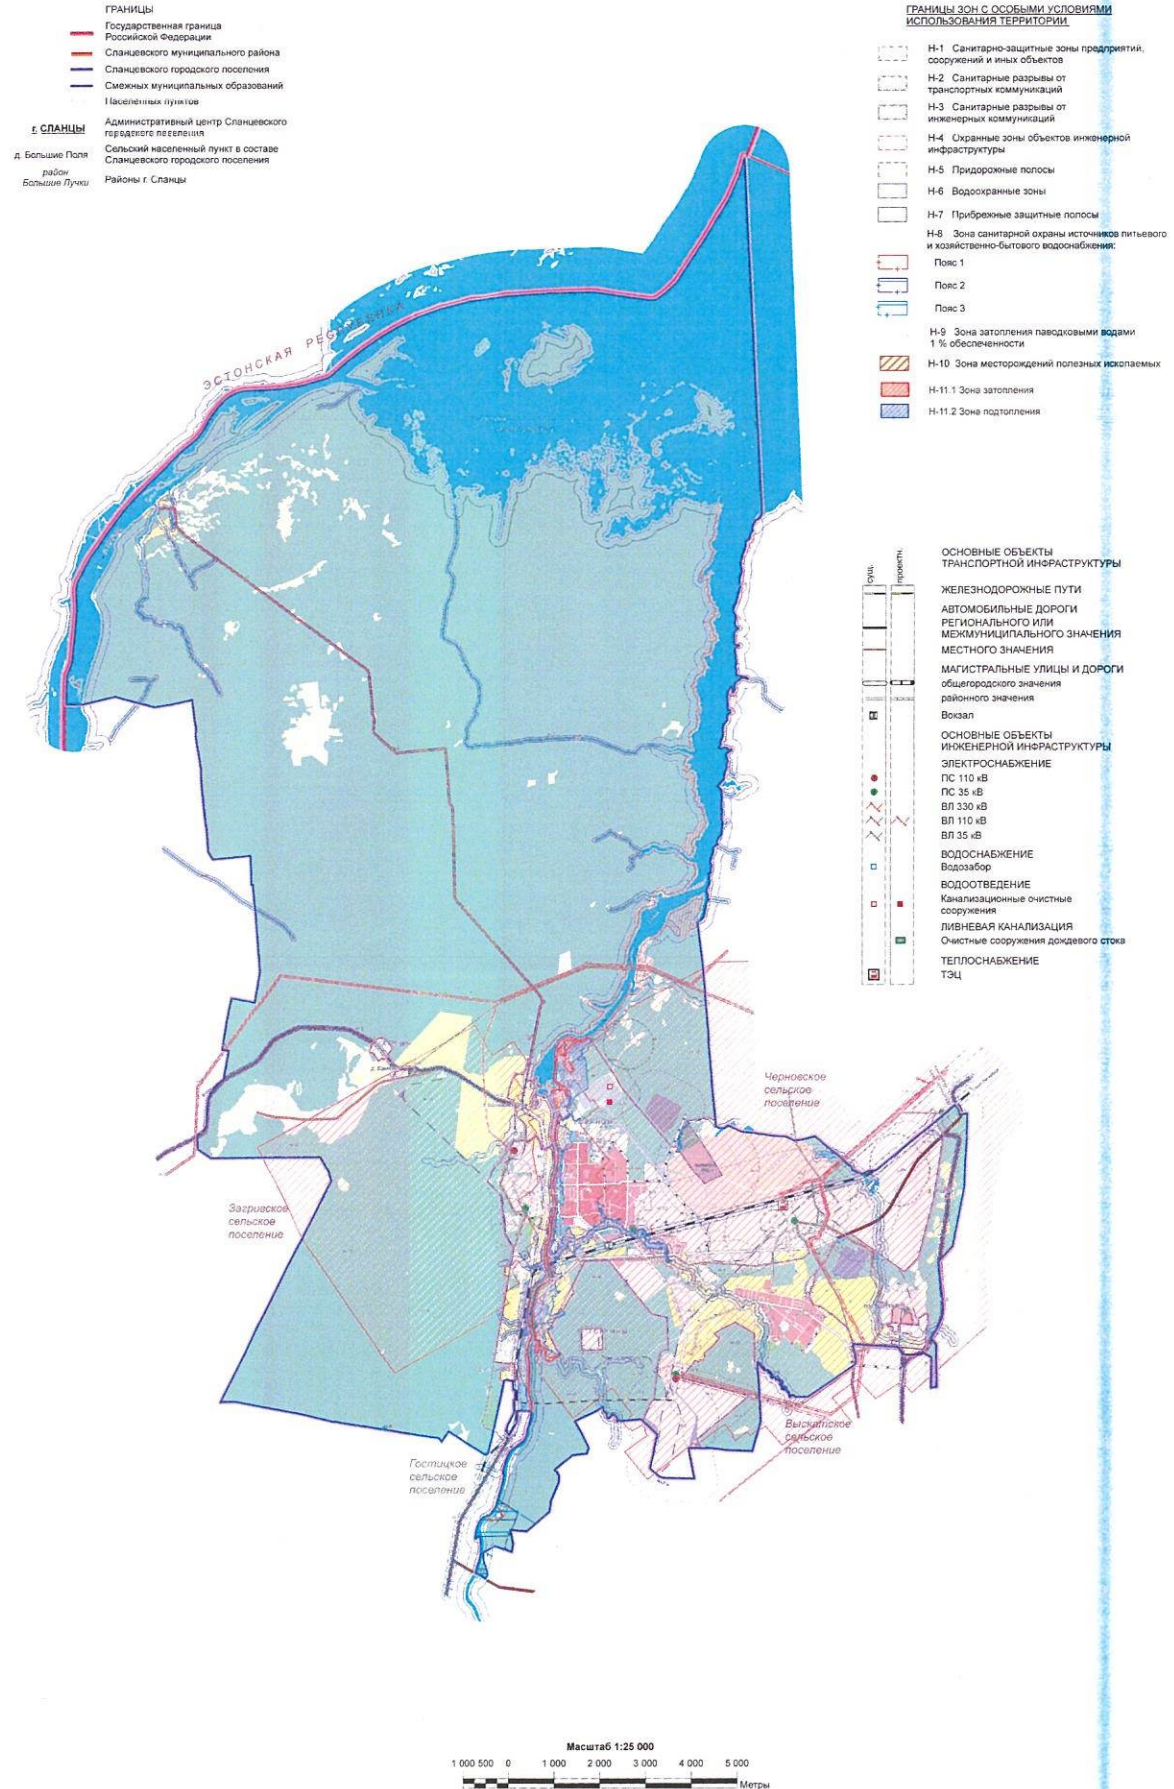 ГРАНИЦЫ
Государственная граница
Российской Федерации
Сланцевского муниципального района
Сланцевского городского поселения
Смежных муниципальных образований
Населенных пунктов
г. СЛАНЦЫ
Административный центр Сланцевского
городского поселения
д. Большие Поля
Сельский населенный пункт в составе
Сланцевского городского поселения
район
Большие Лучки
Районы г. Сланцы
ГРАНИЦЫ ЗОН С ОСОБЫМИ УСЛОВИЯМИ
ИСПОЛЬЗОВАНИЯ ТЕРРИТОРИИ
Н-1 Санитарно-защитные зоны предприятий,
сооружений и иных объектов
Н-2 Санитарные разрывы от
транспортных коммуникаций
Н-3 Санитарные разрывы от
инженерных коммуникаций
Н-4 Охранные зоны объектов инженерной
инфраструктуры
Н-5 Придорожные полосы
Н-6 Водоохранные зоны
Н-7 Прибрежные защитные полосы
Н-8 Зона санитарной охраны источников питьевого
и хозяйственно-бытового водоснабжения:
Пояс 1
Пояс 2
Пояс 3
Н-9 Зона затопления паводковыми водами
1 % обеспеченности
Н-10 Зона месторождений полезных ископаемых
Н-11.1 Зона затопления
Н-11.2 Зона подтопления
ЭСТОНСКАЯ РЕСПУБЛИКА
сущ.
проектн.
ОСНОВНЫЕ ОБЪЕКТЫ
ТРАНСПОРТНОЙ ИНФРАСТРУКТУРЫ
ЖЕЛЕЗНОДОРОЖНЫЕ ПУТИ
АВТОМОБИЛЬНЫЕ ДОРОГИ
РЕГИОНАЛЬНОГО ИЛИ
МЕЖМУНИЦИПАЛЬНОГО ЗНАЧЕНИЯ
МЕСТНОГО ЗНАЧЕНИЯ
МАГИСТРАЛЬНЫЕ УЛИЦЫ И ДОРОГИ
общегородского значения
районного значения
Вокзал
ОСНОВНЫЕ ОБЪЕКТЫ
ИНЖЕНЕРНОЙ ИНФРАСТРУКТУРЫ
ЭЛЕКТРОСНАБЖЕНИЕ
ПС 110 кВ
ПС 35 кВ
ВЛ 330 кВ
ВЛ 110 кВ
ВЛ 35 кВ
ВОДОСНАБЖЕНИЕ
Водозабор
ВОДООТВЕДЕНИЕ
Канализационные очистные
сооружения
ЛИВНЕВАЯ КАНАЛИЗАЦИЯ
Очистные сооружения дождевого стока
ТЕПЛОСНАБЖЕНИЕ
ТЭЦ
Черновское
сельское
поселение
Загривское
сельское
поселение
Выскатское
сельское
поселение
Гостицкое
сельское
поселение
Масштаб 1:25 000
1 000 500 0 1 000 2 000 3 000 4 000 5 000
Метры